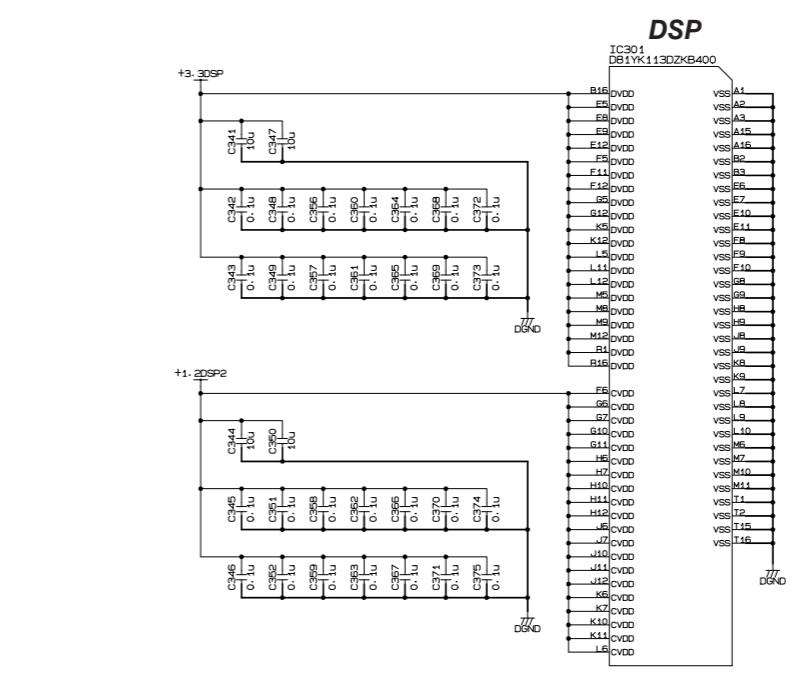 DSP
IC301
D81YK113DZKB400
+3.3DSP
C341 10u C347 10u
C342 0.1u C348 0.1u C356 0.1u C360 0.1u C364 0.1u C368 0.1u C372 0.1u
C343 0.1u C349 0.1u C357 0.1u C361 0.1u C365 0.1u C369 0.1u C373 0.1u
DGND
+1.2DSP2
C344 10u C350 10u
C345 0.1u C351 0.1u C358 0.1u C362 0.1u C366 0.1u C370 0.1u C374 0.1u
C346 0.1u C352 0.1u C359 0.1u C363 0.1u C367 0.1u C371 0.1u C375 0.1u
DGND
B16 DVDD VSS A1
E5 DVDD VSS A2
E8 DVDD VSS A3
E9 DVDD VSS A15
E12 DVDD VSS A16
F5 DVDD VSS B2
F11 DVDD VSS B3
F12 DVDD VSS E6
G5 DVDD VSS E7
G12 DVDD VSS E10
K5 DVDD VSS E11
K12 DVDD VSS F8
L5 DVDD VSS F9
L11 DVDD VSS F10
L12 DVDD VSS G8
M5 DVDD VSS G9
M8 DVDD VSS H8
M9 DVDD VSS H9
M12 DVDD VSS J8
R1 DVDD VSS J9
R16 DVDD VSS K8
VSS K9
F6 CVDD VSS L7
G6 CVDD VSS L8
G7 CVDD VSS L9
G10 CVDD VSS L10
G11 CVDD VSS M6
H6 CVDD VSS M7
H7 CVDD VSS M10
H10 CVDD VSS M11
H11 CVDD VSS T1
H12 CVDD VSS T2
J6 CVDD VSS T15
J7 CVDD VSS T16
J10 CVDD
J11 CVDD
J12 CVDD
K6 CVDD
K7 CVDD
K10 CVDD
K11 CVDD
L6 CVDD
DGND